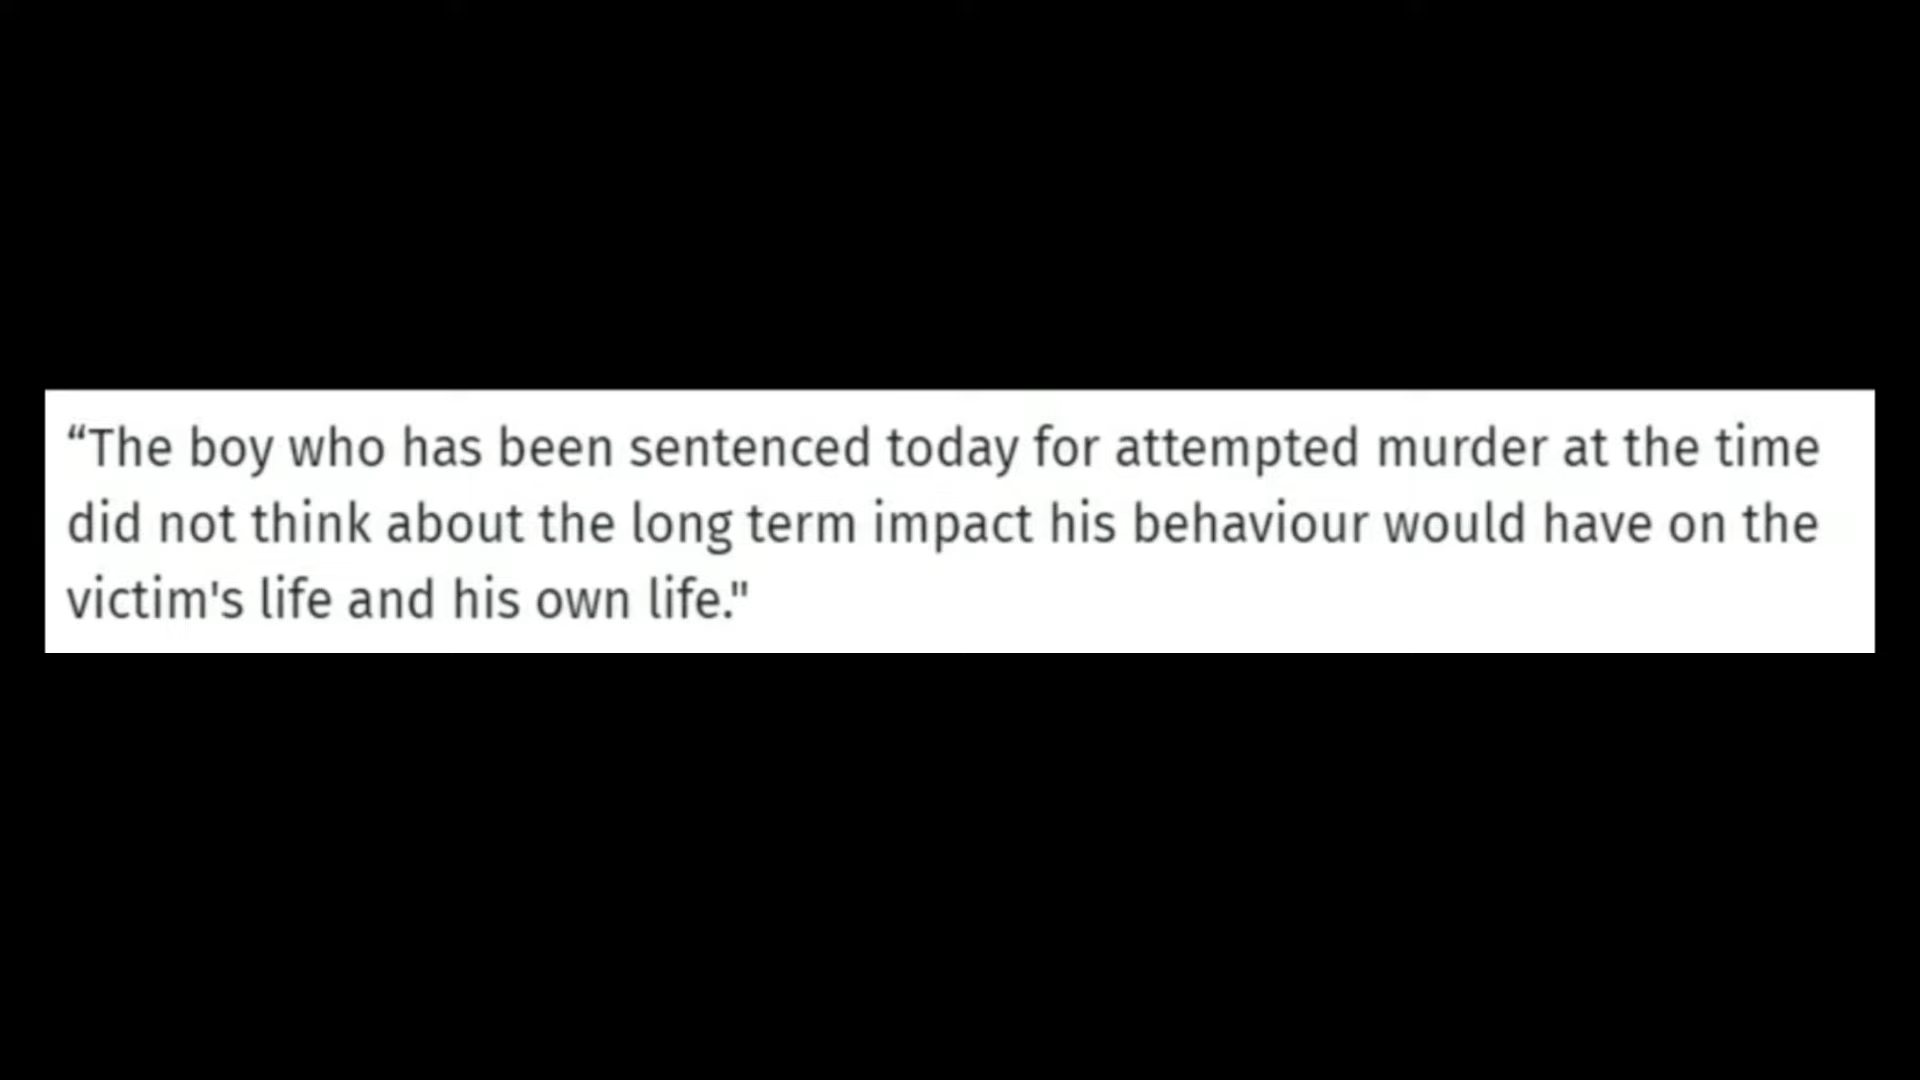 “The boy who has been sentenced today for attempted murder at the time
did not think about the long term impact his behaviour would have on the
victim's life and his own life."